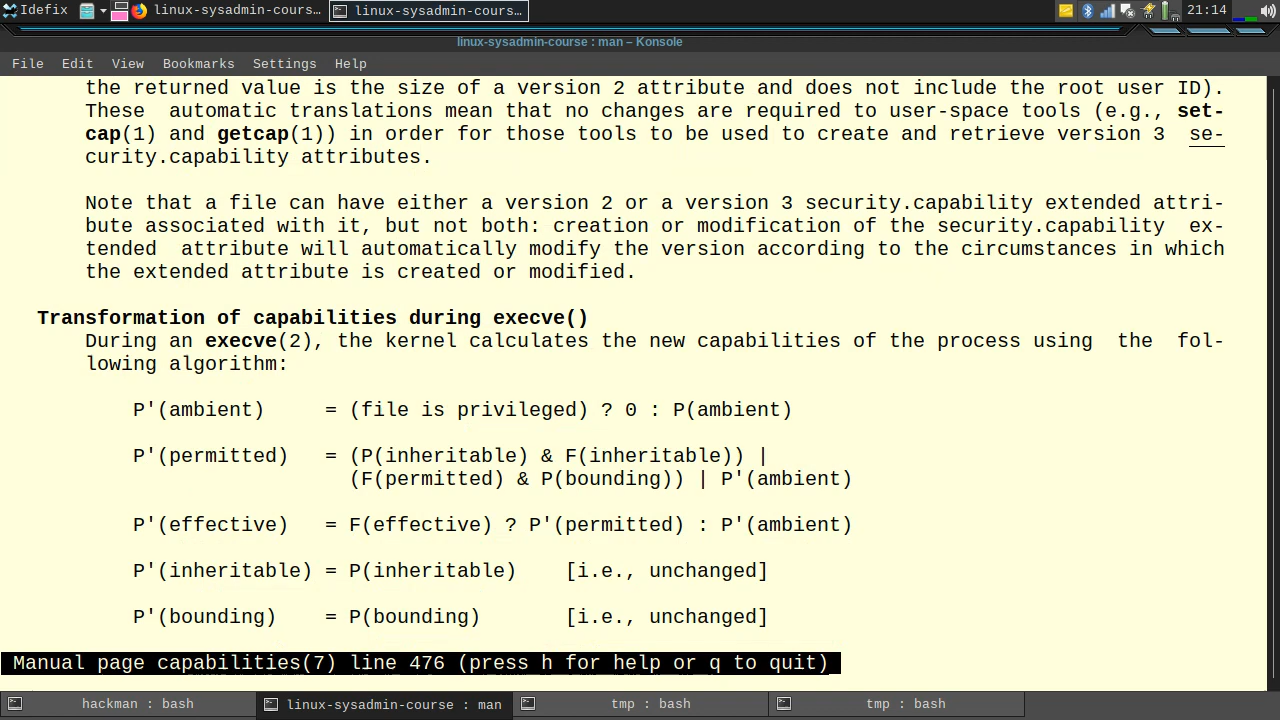 Idefix linux-sysadmin-cours… linux-sysadmin-cours… 21:14
linux-sysadmin-course : man – Konsole
File Edit View Bookmarks Settings Help
the returned value is the size of a version 2 attribute and does not include the root user ID).
These  automatic translations mean that no changes are required to user-space tools (e.g., set-
cap(1) and getcap(1)) in order for those tools to be used to create and retrieve version 3  se-
curity.capability attributes.
Note that a file can have either a version 2 or a version 3 security.capability extended attri-
bute associated with it, but not both: creation or modification of the security.capability  ex-
tended  attribute will automatically modify the version according to the circumstances in which
the extended attribute is created or modified.
Transformation of capabilities during execve()
During an execve(2), the kernel calculates the new capabilities of the process using  the  fol-
lowing algorithm:
P'(ambient)     = (file is privileged) ? 0 : P(ambient)
P'(permitted)   = (P(inheritable) & F(inheritable)) |
(F(permitted) & P(bounding)) | P'(ambient)
P'(effective)   = F(effective) ? P'(permitted) : P'(ambient)
P'(inheritable) = P(inheritable)    [i.e., unchanged]
P'(bounding)    = P(bounding)       [i.e., unchanged]
Manual page capabilities(7) line 476 (press h for help or q to quit)
hackman : bash linux-sysadmin-course : man tmp : bash tmp : bash